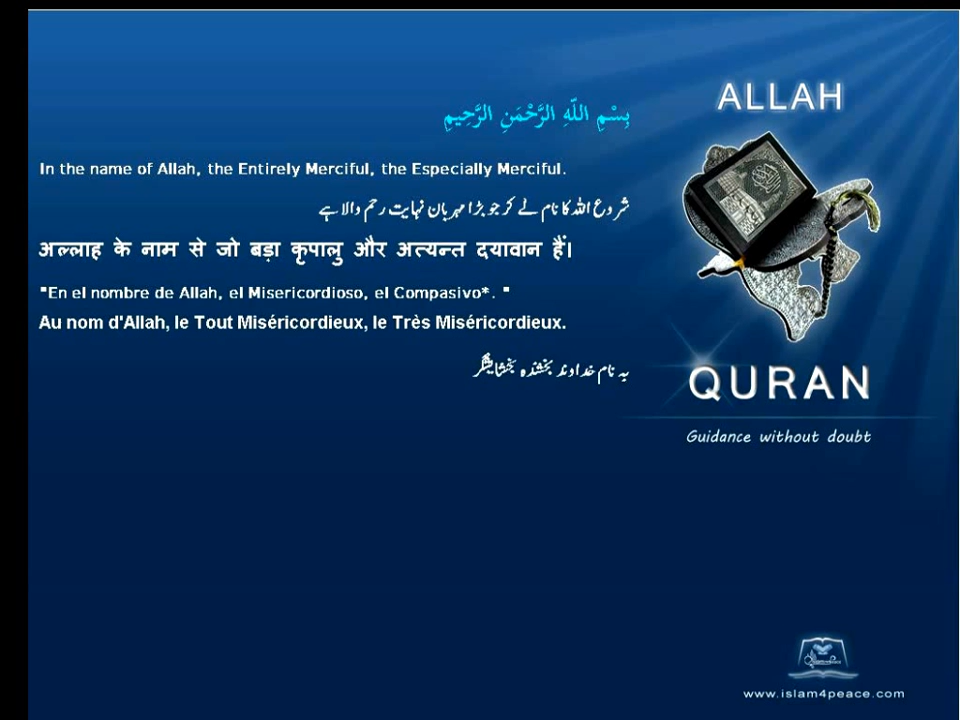 بِسْمِ اللّهِ الرَّحْمَنِ الرَّحِيمِ
In the name of Allah, the Entirely Merciful, the Especially Merciful.
شروع اللہ کا نام لے کر جو بڑا مہربان نہایت رحم والا ہے
अल्लाह के नाम से जो बड़ा कृपालु और अत्यन्त दयावान हैं।
"En el nombre de Allah, el Misericordioso, el Compasivo*. "
Au nom d'Allah, le Tout Miséricordieux, le Très Miséricordieux.
به نام خداوند بخشنده بخشایشگر
ALLAH
QURAN
Guidance without doubt
www.islam4peace.com